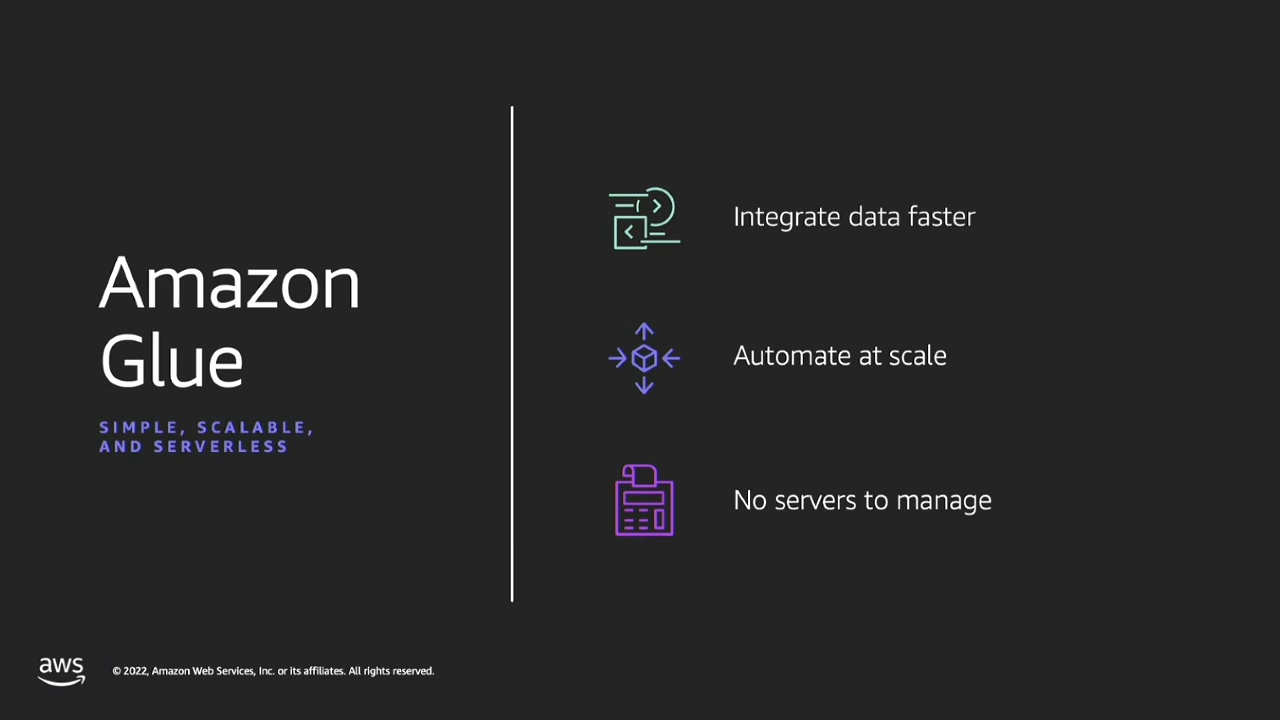 Amazon
Glue
SIMPLE, SCALABLE,
AND SERVERLESS
Integrate data faster
Automate at scale
No servers to manage
aws
© 2022, Amazon Web Services, Inc. or its affiliates. All rights reserved.